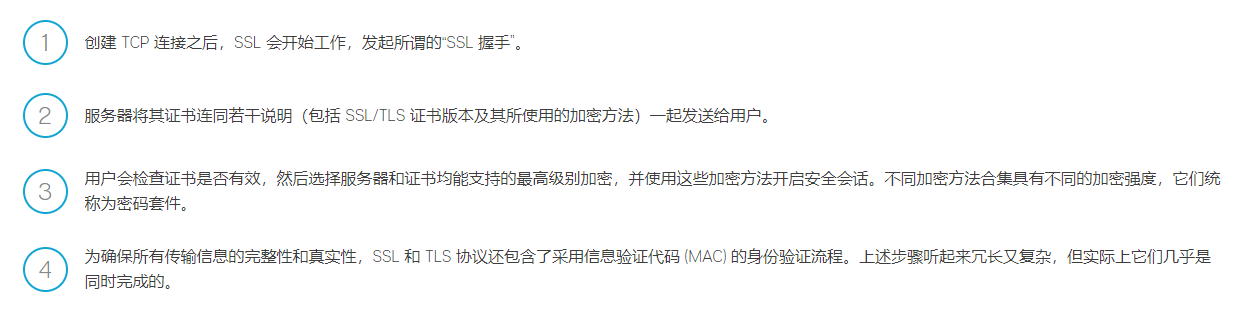 1
创建 TCP 连接之后，SSL 会开始工作，发起所谓的“SSL 握手”。
2
服务器将其证书连同若干说明（包括 SSL/TLS 证书版本及其所使用的加密方法）一起发送给用户。
3
用户会检查证书是否有效，然后选择服务器和证书均能支持的最高级别加密，并使用这些加密方法开启安全会话。不同加密方法合集具有不同的加密强度，它们统
称为密码套件。
4
为确保所有传输信息的完整性和真实性，SSL 和 TLS 协议还包含了采用信息验证代码 (MAC) 的身份验证流程。上述步骤听起来冗长又复杂，但实际上它们几乎是
同时完成的。